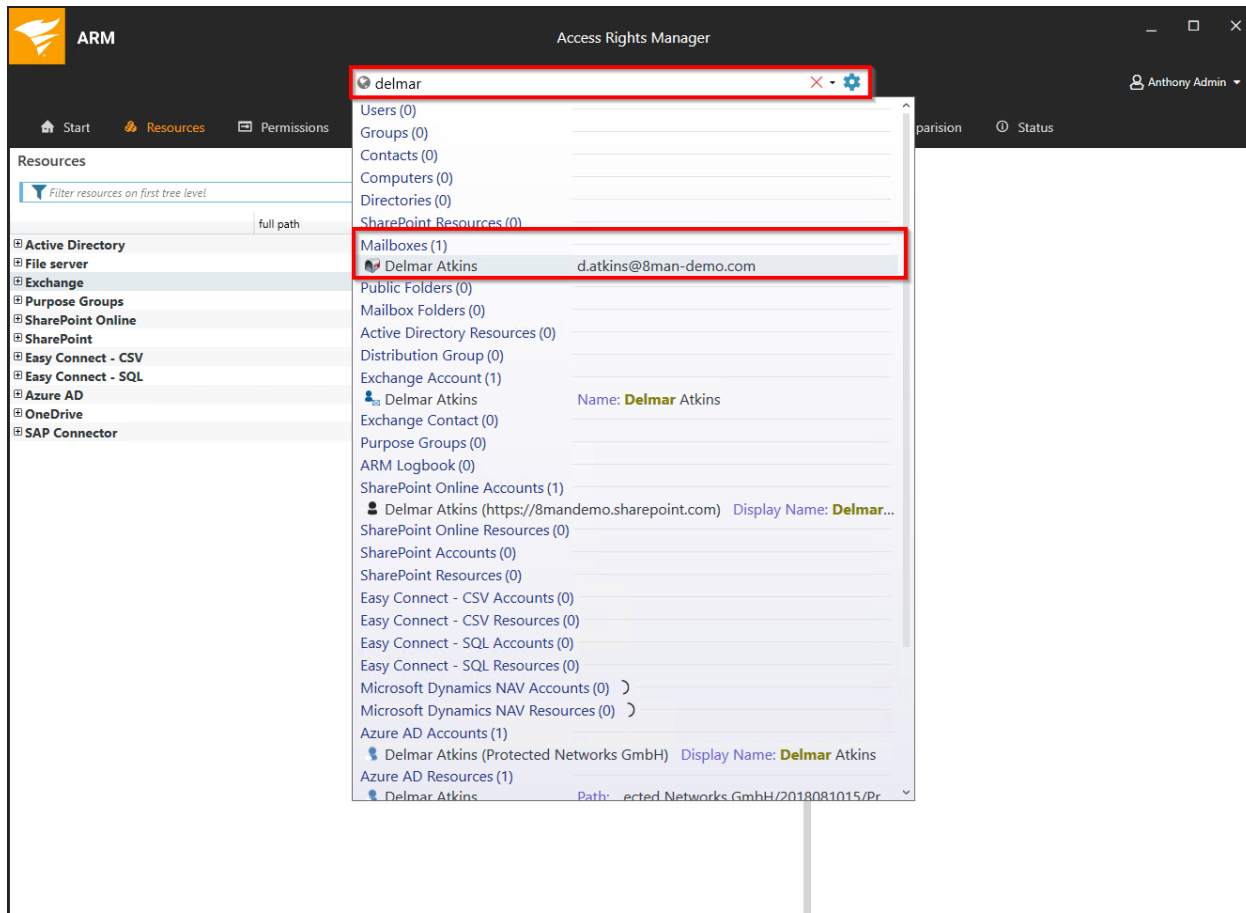 ARM
Access Rights Manager
delmar
Anthony Admin
Start
Resources
Permissions
parision
Status
Resources
Filter resources on first tree level
full path
Active Directory
File server
Exchange
Purpose Groups
SharePoint Online
SharePoint
Easy Connect - CSV
Easy Connect - SQL
Azure AD
OneDrive
SAP Connector
Users (0)
Groups (0)
Contacts (0)
Computers (0)
Directories (0)
SharePoint Resources (0)
Mailboxes (1)
Delmar Atkins d.atkins@8man-demo.com
Public Folders (0)
Mailbox Folders (0)
Active Directory Resources (0)
Distribution Group (0)
Exchange Account (1)
Delmar Atkins Name: Delmar Atkins
Exchange Contact (0)
Purpose Groups (0)
ARM Logbook (0)
SharePoint Online Accounts (1)
Delmar Atkins (https://8mandemo.sharepoint.com) Display Name: Delmar...
SharePoint Online Resources (0)
SharePoint Accounts (0)
SharePoint Resources (0)
Easy Connect - CSV Accounts (0)
Easy Connect - CSV Resources (0)
Easy Connect - SQL Accounts (0)
Easy Connect - SQL Resources (0)
Microsoft Dynamics NAV Accounts (0)
Microsoft Dynamics NAV Resources (0)
Azure AD Accounts (1)
Delmar Atkins (Protected Networks GmbH) Display Name: Delmar Atkins
Azure AD Resources (1)
Delmar Atkins Path: ected Networks GmbH/2018081015/Pr